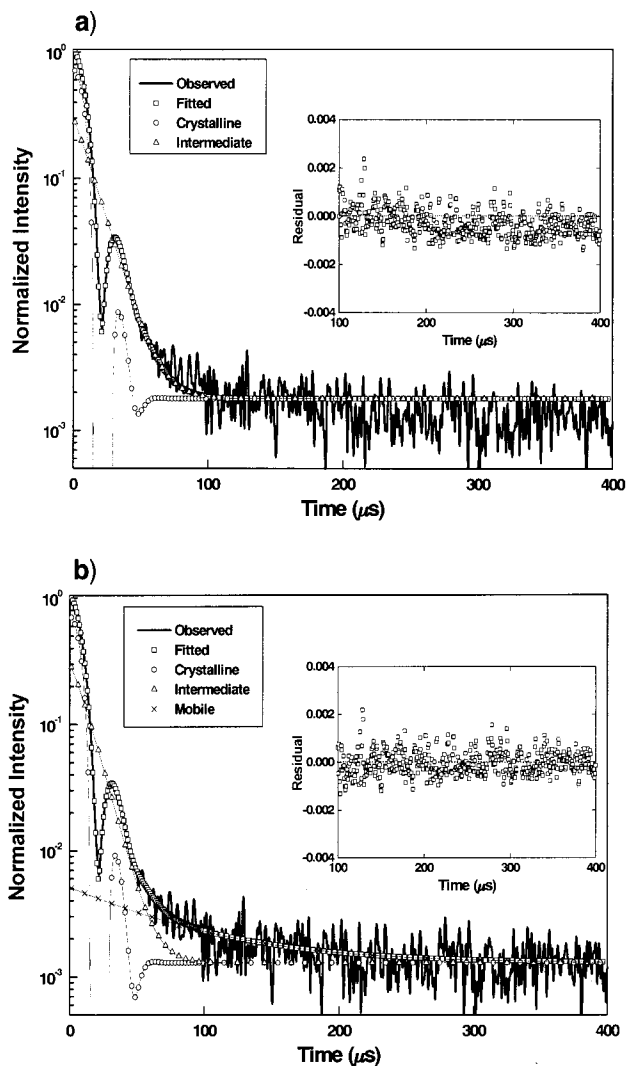 a)
10⁰
10⁻¹
10⁻²
10⁻³
Normalized Intensity
Observed
Fitted
Crystalline
Intermediate
0.004
0.002
0.000
-0.002
-0.004
Residual
100
200
300
400
Time (μs)
0
100
200
300
400
Time (μs)
b)
10⁰
10⁻¹
10⁻²
10⁻³
Normalized Intensity
Observed
Fitted
Crystalline
Intermediate
Mobile
0.004
0.002
0.000
-0.002
-0.004
Residual
100
200
300
400
Time (μs)
0
100
200
300
400
Time (μs)